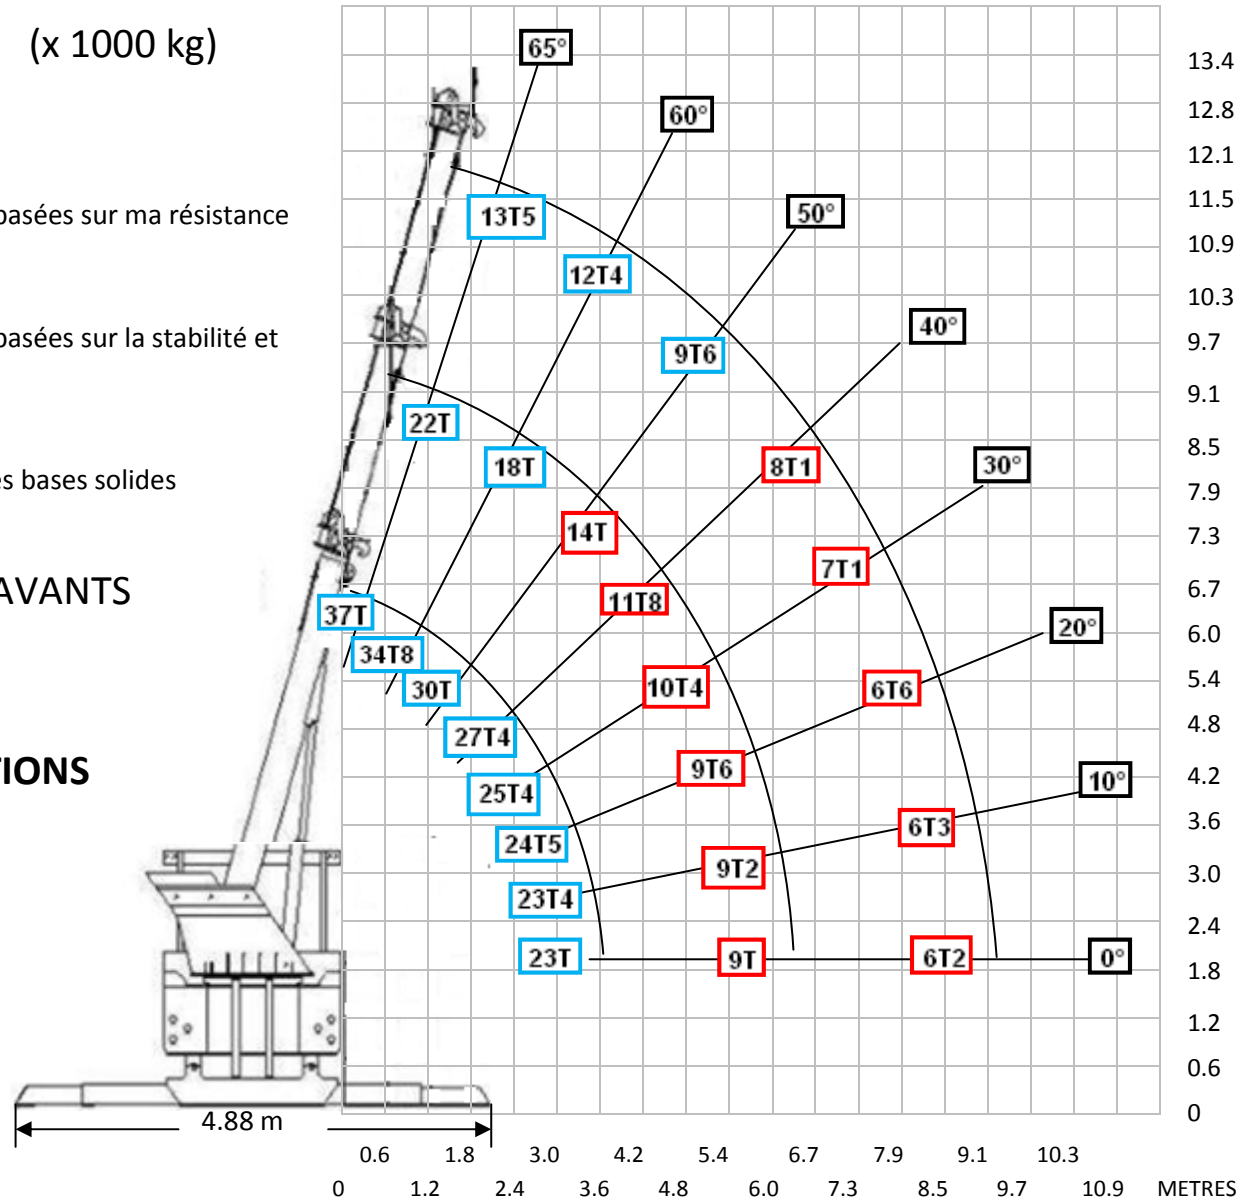 (x 1000 kg)
basées sur ma résistance
basées sur la stabilité et
es bases solides
AVANTS
TIONS
65°
60°
50°
40°
30°
20°
10°
0°
13T5
12T4
9T6
8T1
7T1
6T6
6T3
6T2
22T
18T
14T
11T8
10T4
9T6
9T2
9T
37T
34T8
30T
27T4
25T4
24T5
23T4
23T
13.4
12.8
12.1
11.5
10.9
10.3
9.7
9.1
8.5
7.9
7.3
6.7
6.0
5.4
4.8
4.2
3.6
3.0
2.4
1.8
1.2
0.6
0
4.88 m
0.6 1.8 3.0 4.2 5.4 6.7 7.9 9.1 10.3
0 1.2 2.4 3.6 4.8 6.0 7.3 8.5 9.7 10.9 METRES